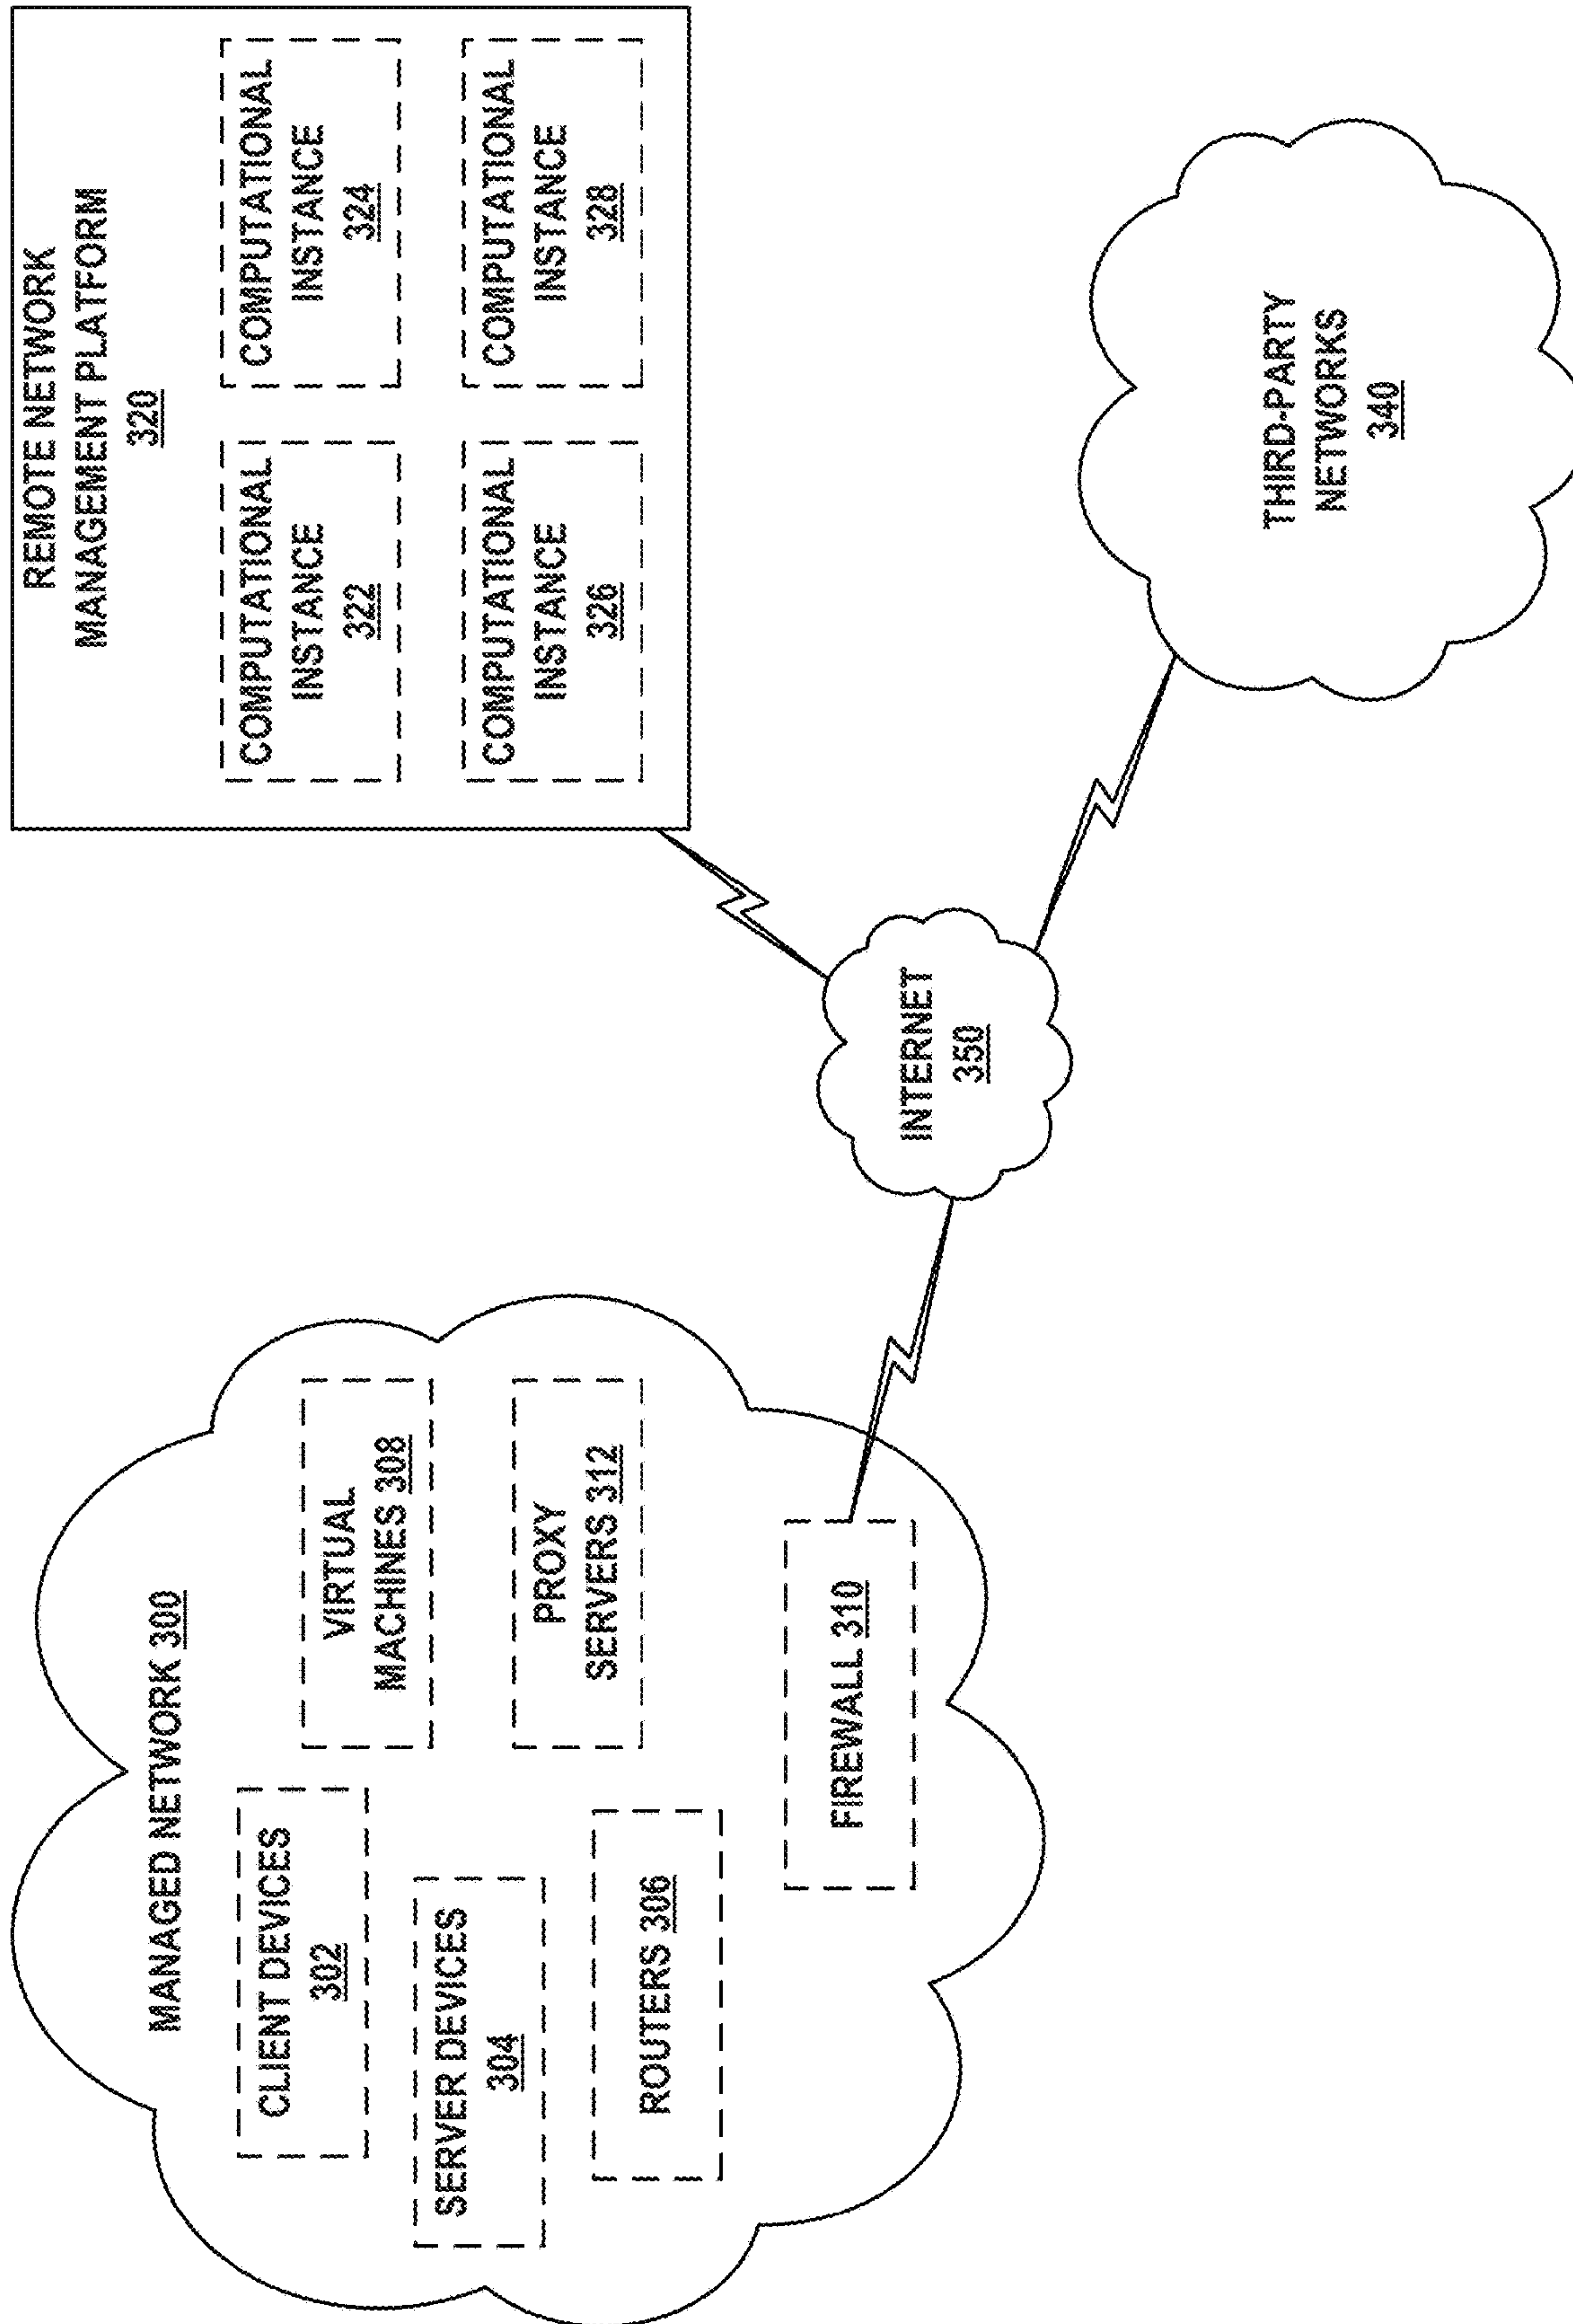 MANAGED NETWORK 300
CLIENT DEVICES
302
SERVER DEVICES
304
ROUTERS 306
VIRTUAL
MACHINES 308
PROXY
SERVERS 312
FIREWALL 310
INTERNET
350
REMOTE NETWORK
MANAGEMENT PLATFORM
320
COMPUTATIONAL
INSTANCE
322
COMPUTATIONAL
INSTANCE
324
COMPUTATIONAL
INSTANCE
326
COMPUTATIONAL
INSTANCE
328
THIRD-PARTY
NETWORKS
340